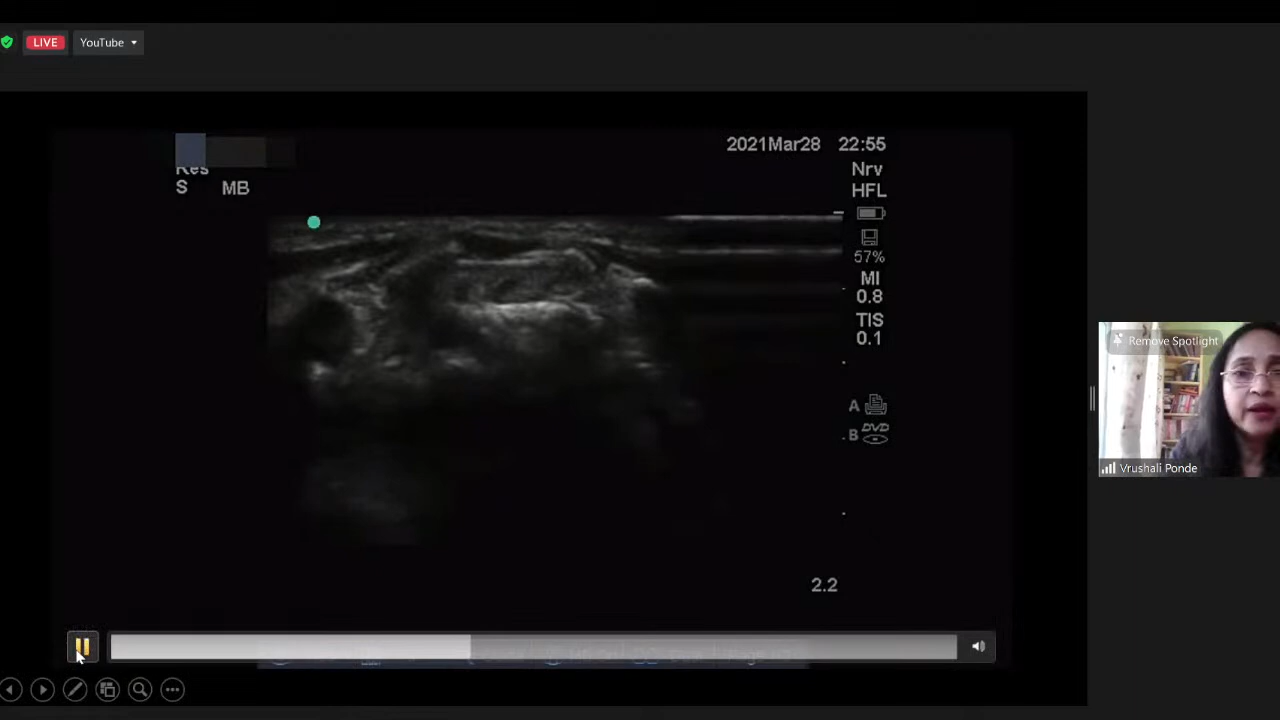 LIVE
YouTube
2021Mar28 22:55
Res
S MB
Nrv
HFL
57%
MI
0.8
TIS
0.1
A
B DVD
2.2
Remove Spotlight
Vrushali Ponde